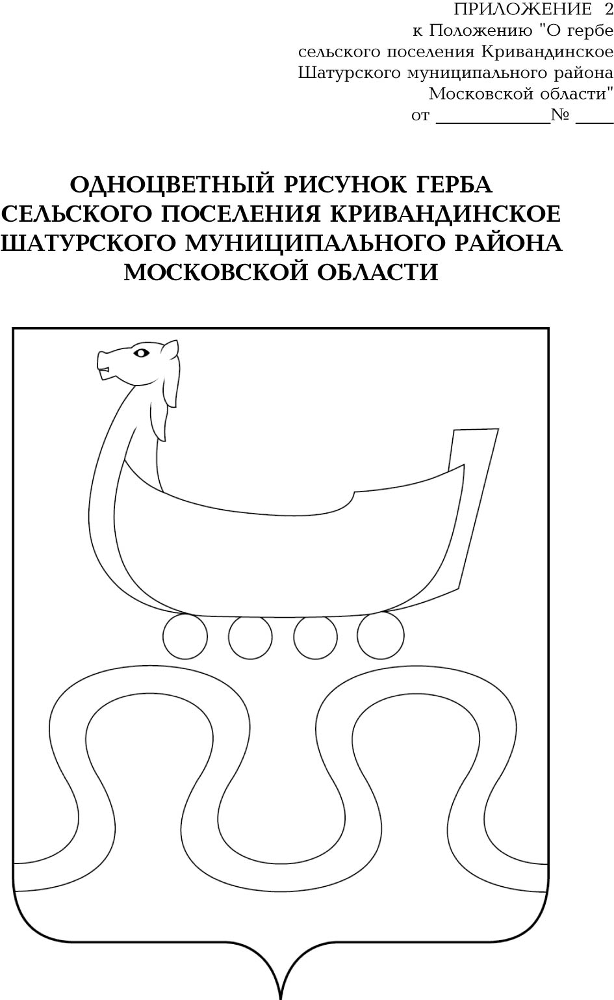 ПРИЛОЖЕНИЕ 2
к Положению "О гербе
сельского поселения Кривандинское
Шатурского муниципального района
Московской области"
от ____________№ ____
ОДНОЦВЕТНЫЙ РИСУНОК ГЕРБА
СЕЛЬСКОГО ПОСЕЛЕНИЯ КРИВАНДИНСКОЕ
ШАТУРСКОГО МУНИЦИПАЛЬНОГО РАЙОНА
МОСКОВСКОЙ ОБЛАСТИ